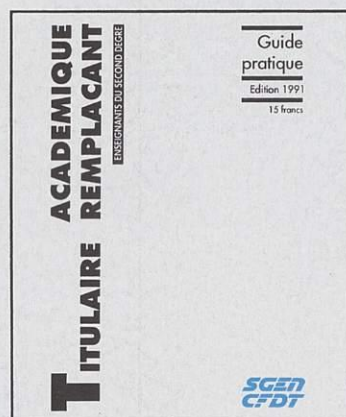 TITULAIRE ACADEMIQUE
REMPLACANT
ENSEIGNANTS DU SECOND DEGRE
Guide
pratique
Edition 1991
15 francs
SGEN
CFDT